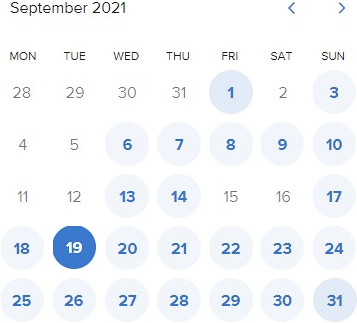 September 2021
MON TUE WED THU FRI SAT SUN
28 29 30 31 1 2 3
4 5 6 7 8 9 10
11 12 13 14 15 16 17
18 19 20 21 22 23 24
25 26 27 28 29 30 31